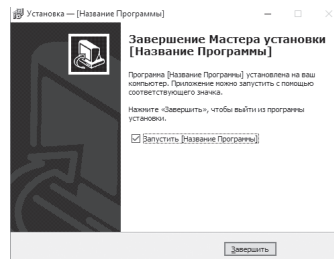 Установка — [Название Программы]
Завершение Мастера установки
[Название Программы]
Программа [Название Программы] установлена на ваш
компьютер. Приложение можно запустить с помощью
соответствующего значка.
Нажмите «Завершить», чтобы выйти из программы
установки.
Запустить [Название Программы]
Завершить